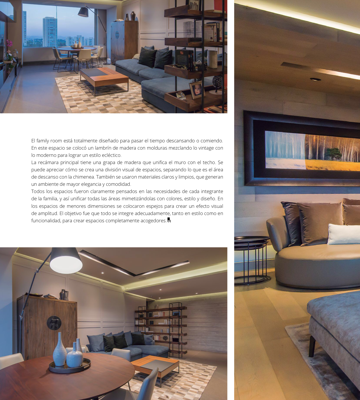 El family room está totalmente diseñado para pasar el tiempo descansando o comiendo.
En este espacio se colocó un lambrín de madera con molduras mezclando lo vintage con
lo moderno para lograr un estilo ecléctico.
La recámara principal tiene una grapa de madera que unifica el muro con el techo. Se
puede apreciar cómo se crea una división visual de espacios, separando lo que es el área
de descanso con la chimenea. También se usaron materiales claros y limpios, que generan
un ambiente de mayor elegancia y comodidad.
Todos los espacios fueron claramente pensados en las necesidades de cada integrante
de la familia, y así unificar todas las áreas mimetizándolas con colores, estilo y diseño. En
los espacios de menores dimensiones se colocaron espejos para crear un efecto visual
de amplitud. El objetivo fue que todo se integre adecuadamente, tanto en estilo como en
funcionalidad, para crear espacios completamente acogedores.